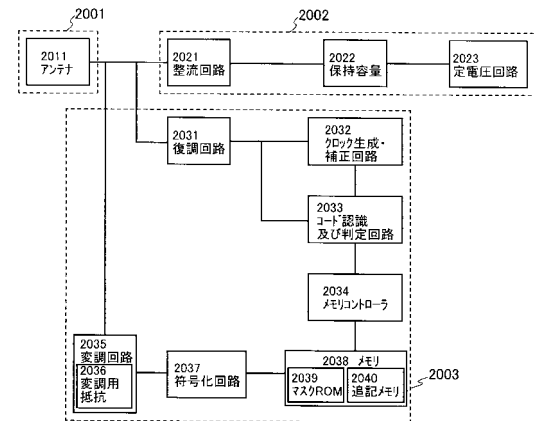 2001
2002
2011
アンテナ
2021
整流回路
2022
保持容量
2023
定電圧回路
2031
復調回路
2032
クロック生成・
補正回路
2033
コード認識
及び判定回路
2034
メモリコントローラ
2035
変調回路
2036
変調用
抵抗
2037
符号化回路
2038 メモリ
2039
マスクROM
2040
追記メモリ
2003